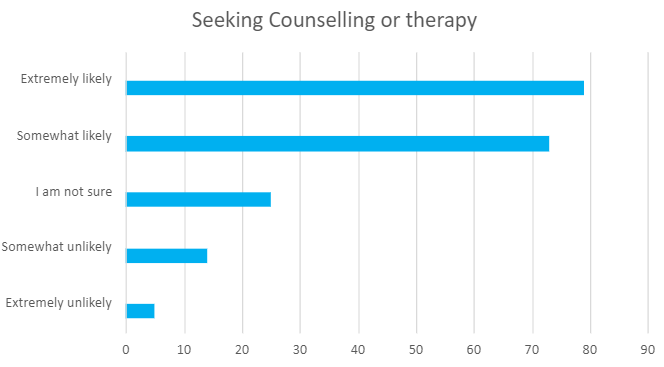 Seeking Counselling or therapy
Extremely likely
Somewhat likely
I am not sure
Somewhat unlikely
Extremely unlikely
0 10 20 30 40 50 60 70 80 90